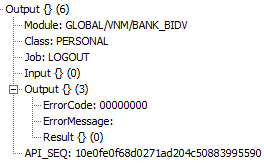 Output {} (6)
Module: GLOBAL/VNM/BANK_BIDV
Class: PERSONAL
Job: LOGOUT
Input {} (0)
Output {} (3)
ErrorCode: 00000000
ErrorMessage:
Result {} (0)
API_SEQ: 10e0fe0f68d0271ad204c50883995590